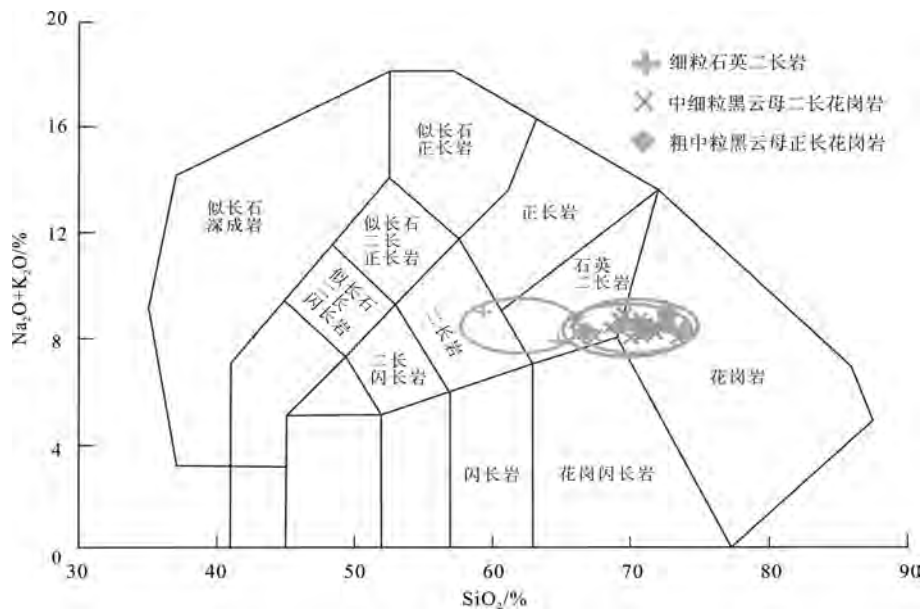 20
16
12
8
4
0
Na₂O+K₂O/%
30
40
50
60
70
80
90
SiO₂/%
细粒石英二长岩
中细粒黑云母二长花岗岩
粗中粒黑云母正长花岗岩
似长石
正长岩
似长石
深成岩
似长石
二长
正长岩
正长岩
石英
二长岩
似长石
二长
闪长岩
二长岩
二长
闪长岩
花岗岩
闪长岩
花岗闪长岩